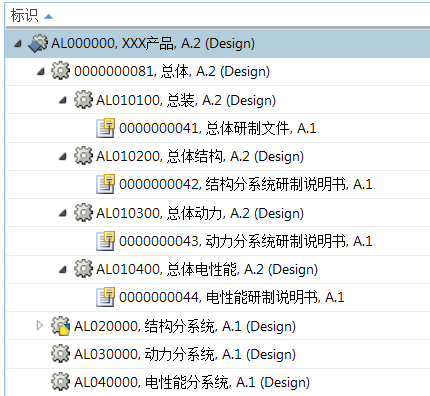 标识
AL000000, XXX产品, A.2 (Design)
0000000081, 总体, A.2 (Design)
AL010100, 总装, A.2 (Design)
0000000041, 总体研制文件, A.1
AL010200, 总体结构, A.2 (Design)
0000000042, 结构分系统研制说明书, A.1
AL010300, 总体动力, A.2 (Design)
0000000043, 动力分系统研制说明书, A.1
AL010400, 总体电性能, A.2 (Design)
0000000044, 电性能研制说明书, A.1
AL020000, 结构分系统, A.1 (Design)
AL030000, 动力分系统, A.1 (Design)
AL040000, 电性能分系统, A.1 (Design)